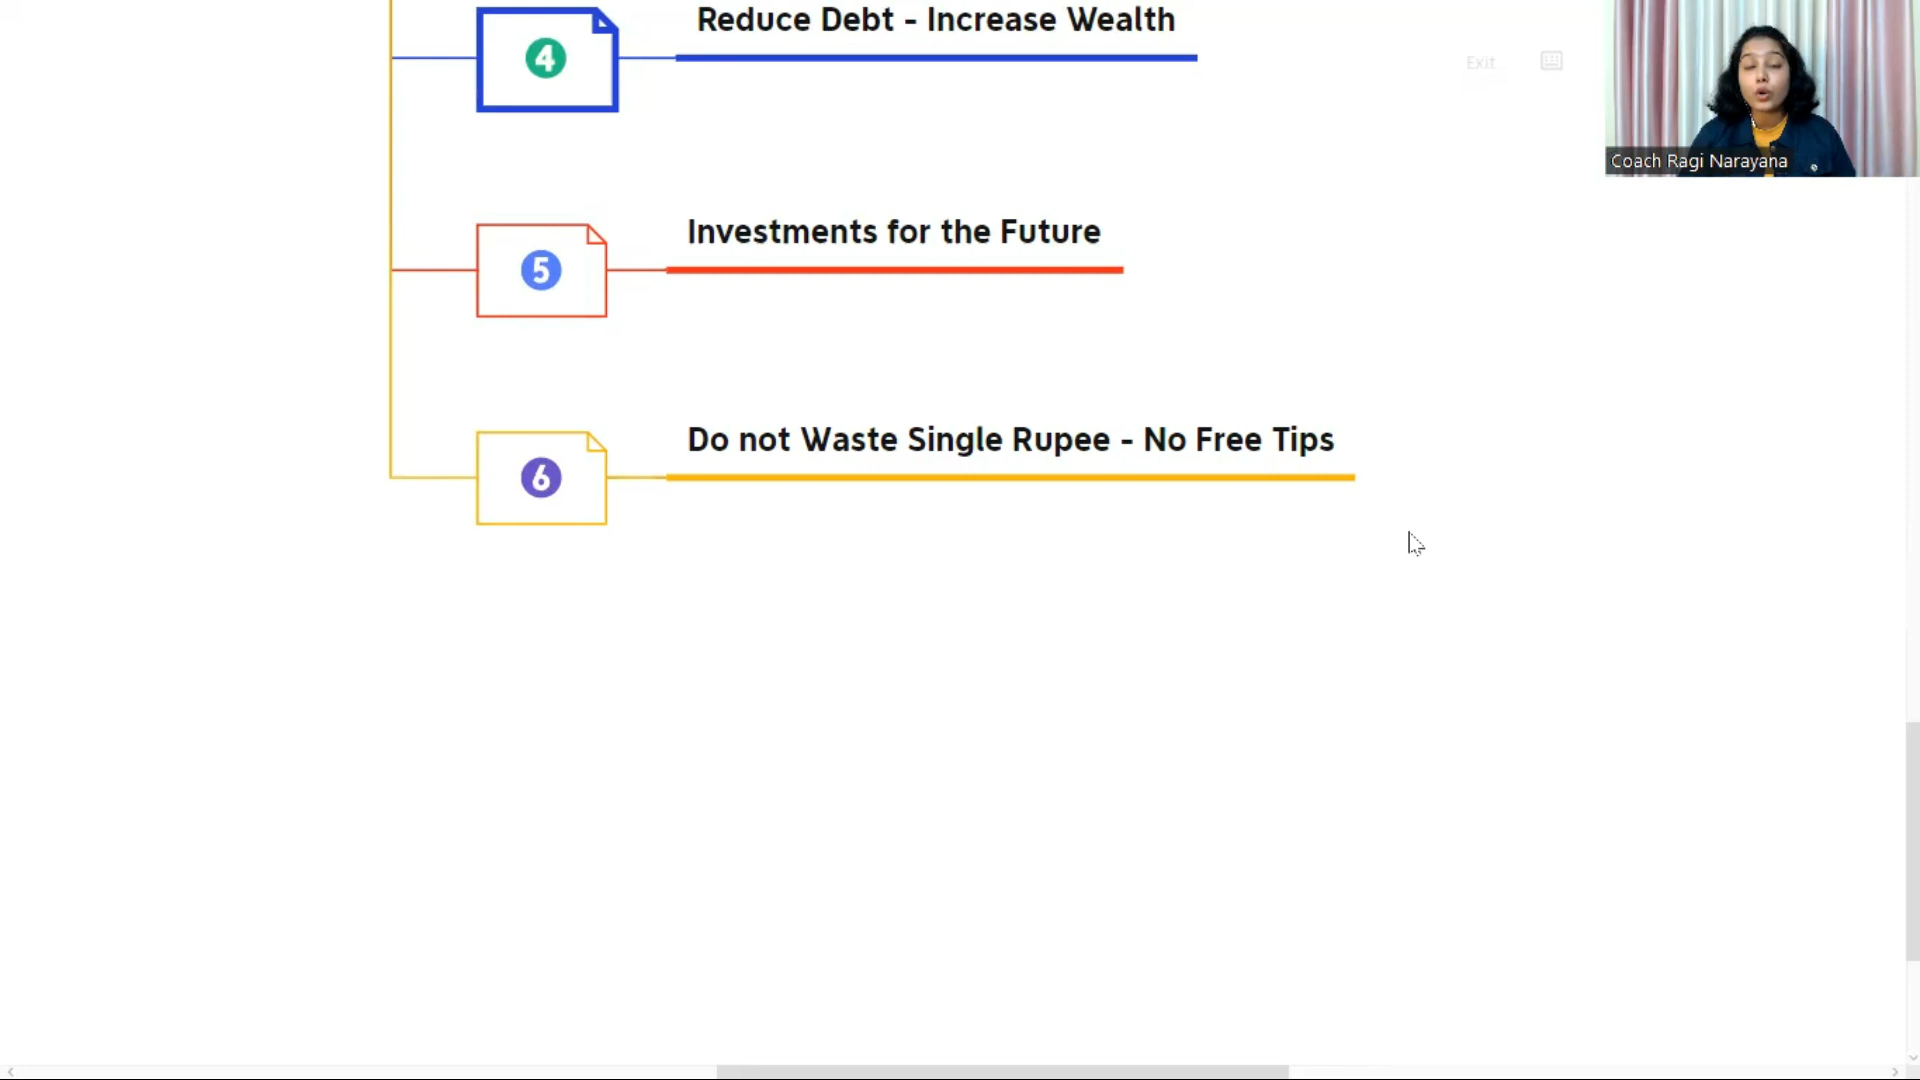 Reduce Debt - Increase Wealth
4
Exit
Coach Ragi Narayana
Investments for the Future
5
Do not Waste Single Rupee - No Free Tips
6